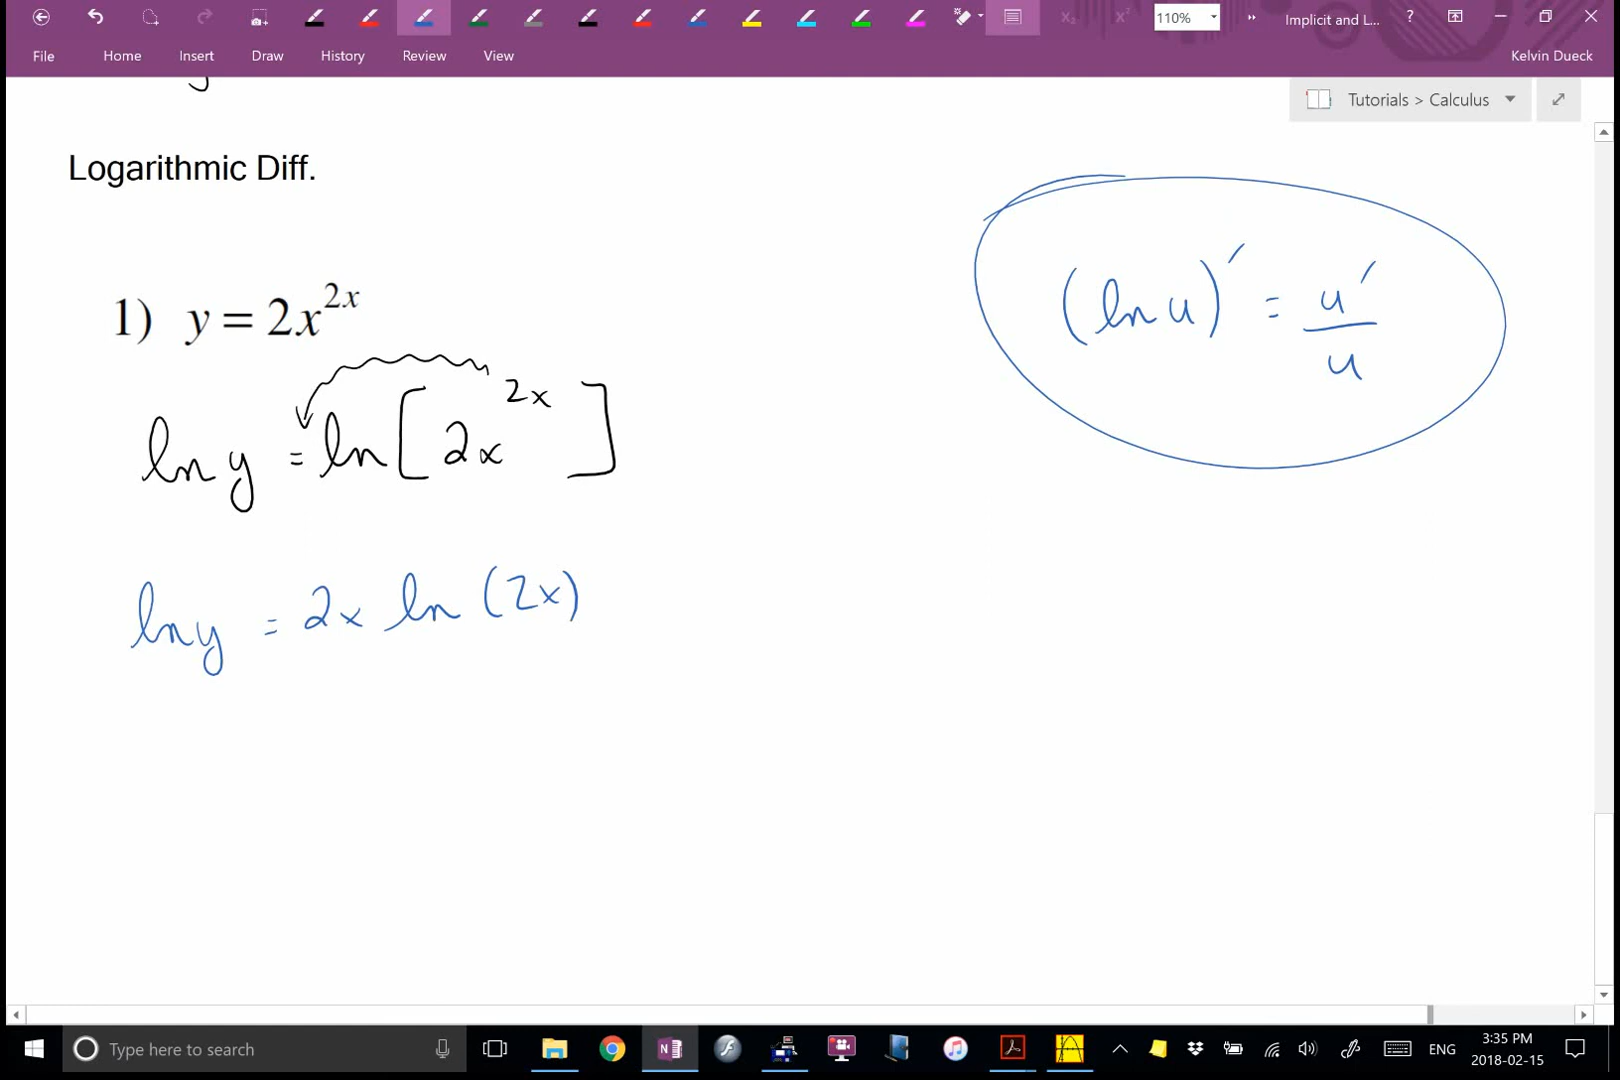 110%
Implicit and L...
?
File Home Insert Draw History Review View
Kelvin Dueck
Tutorials > Calculus
Logarithmic Diff.
1) y = 2x^{2x}
(ln u)' = u'/u
ln y = ln[2x^{2x}]
ln y = 2x ln (2x)
Type here to search
ENG
3:35 PM
2018-02-15